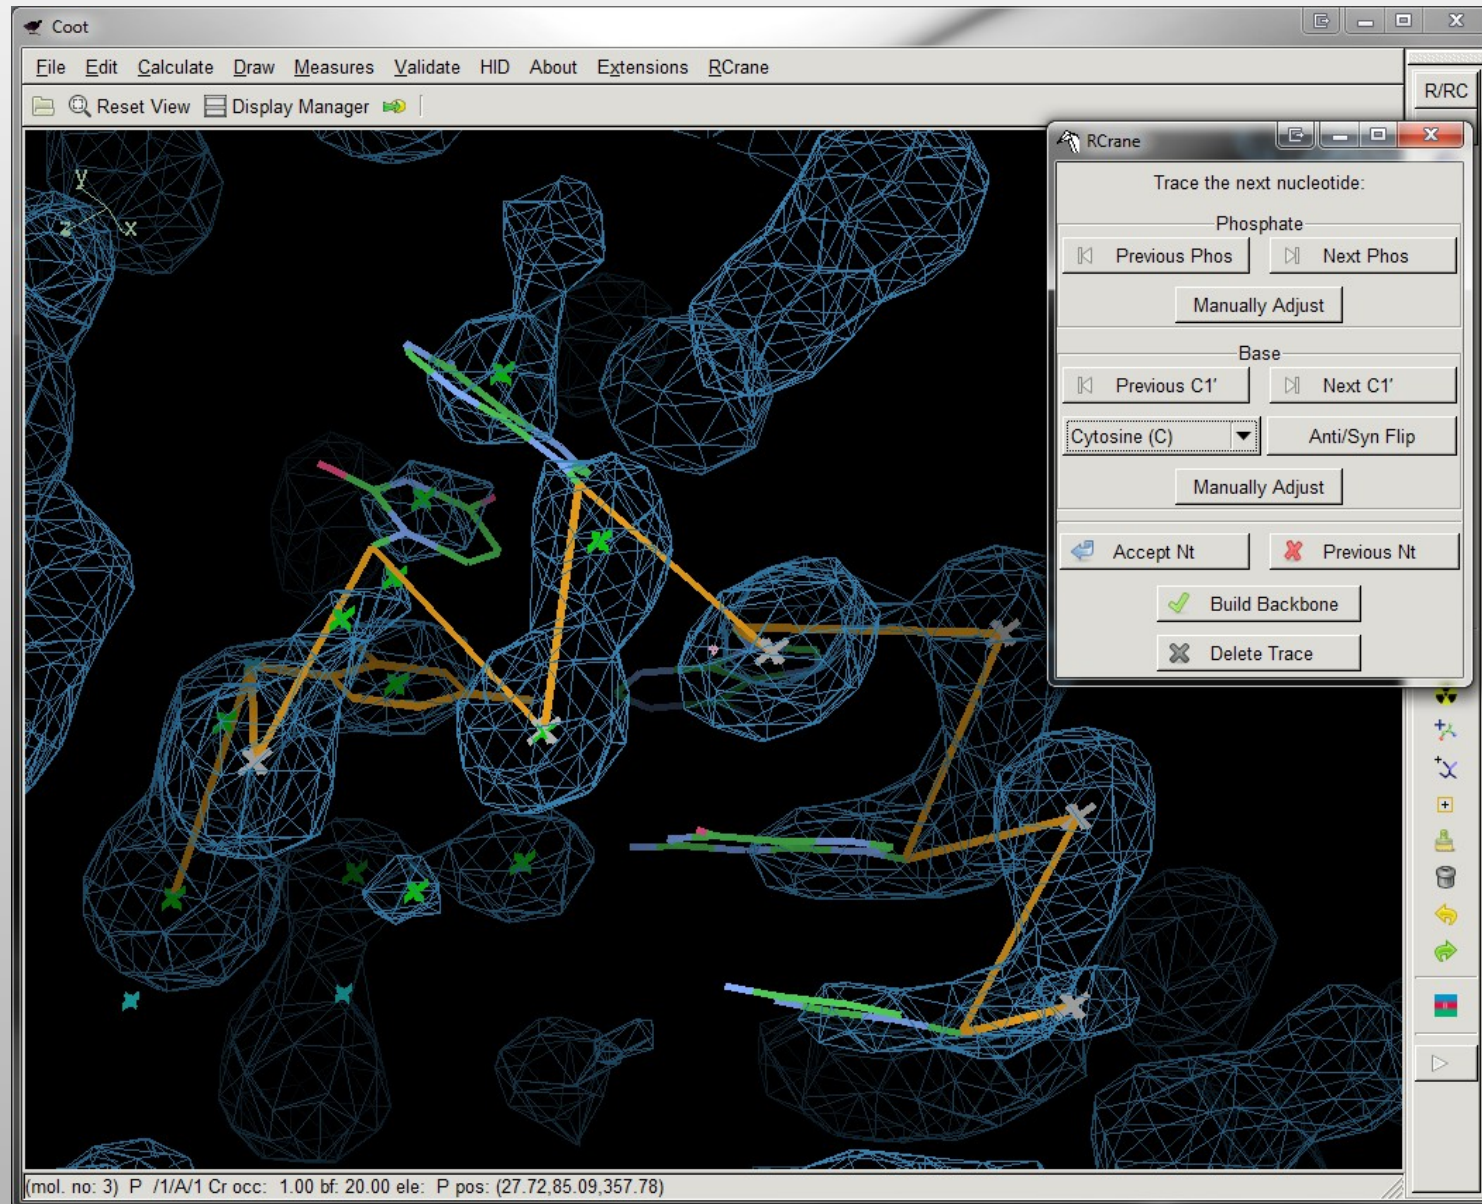 Coot
File Edit Calculate Draw Measures Validate HID About Extensions RCrane
Reset View Display Manager
R/RC
RCrane
Trace the next nucleotide:
Phosphate
Previous Phos Next Phos
Manually Adjust
Base
Previous C1′ Next C1′
Cytosine (C) Anti/Syn Flip
Manually Adjust
Accept Nt Previous Nt
Build Backbone
Delete Trace
y
z x
(mol. no: 3) P /1/A/1 Cr occ: 1.00 bf: 20.00 ele: P pos: (27.72,85.09,357.78)